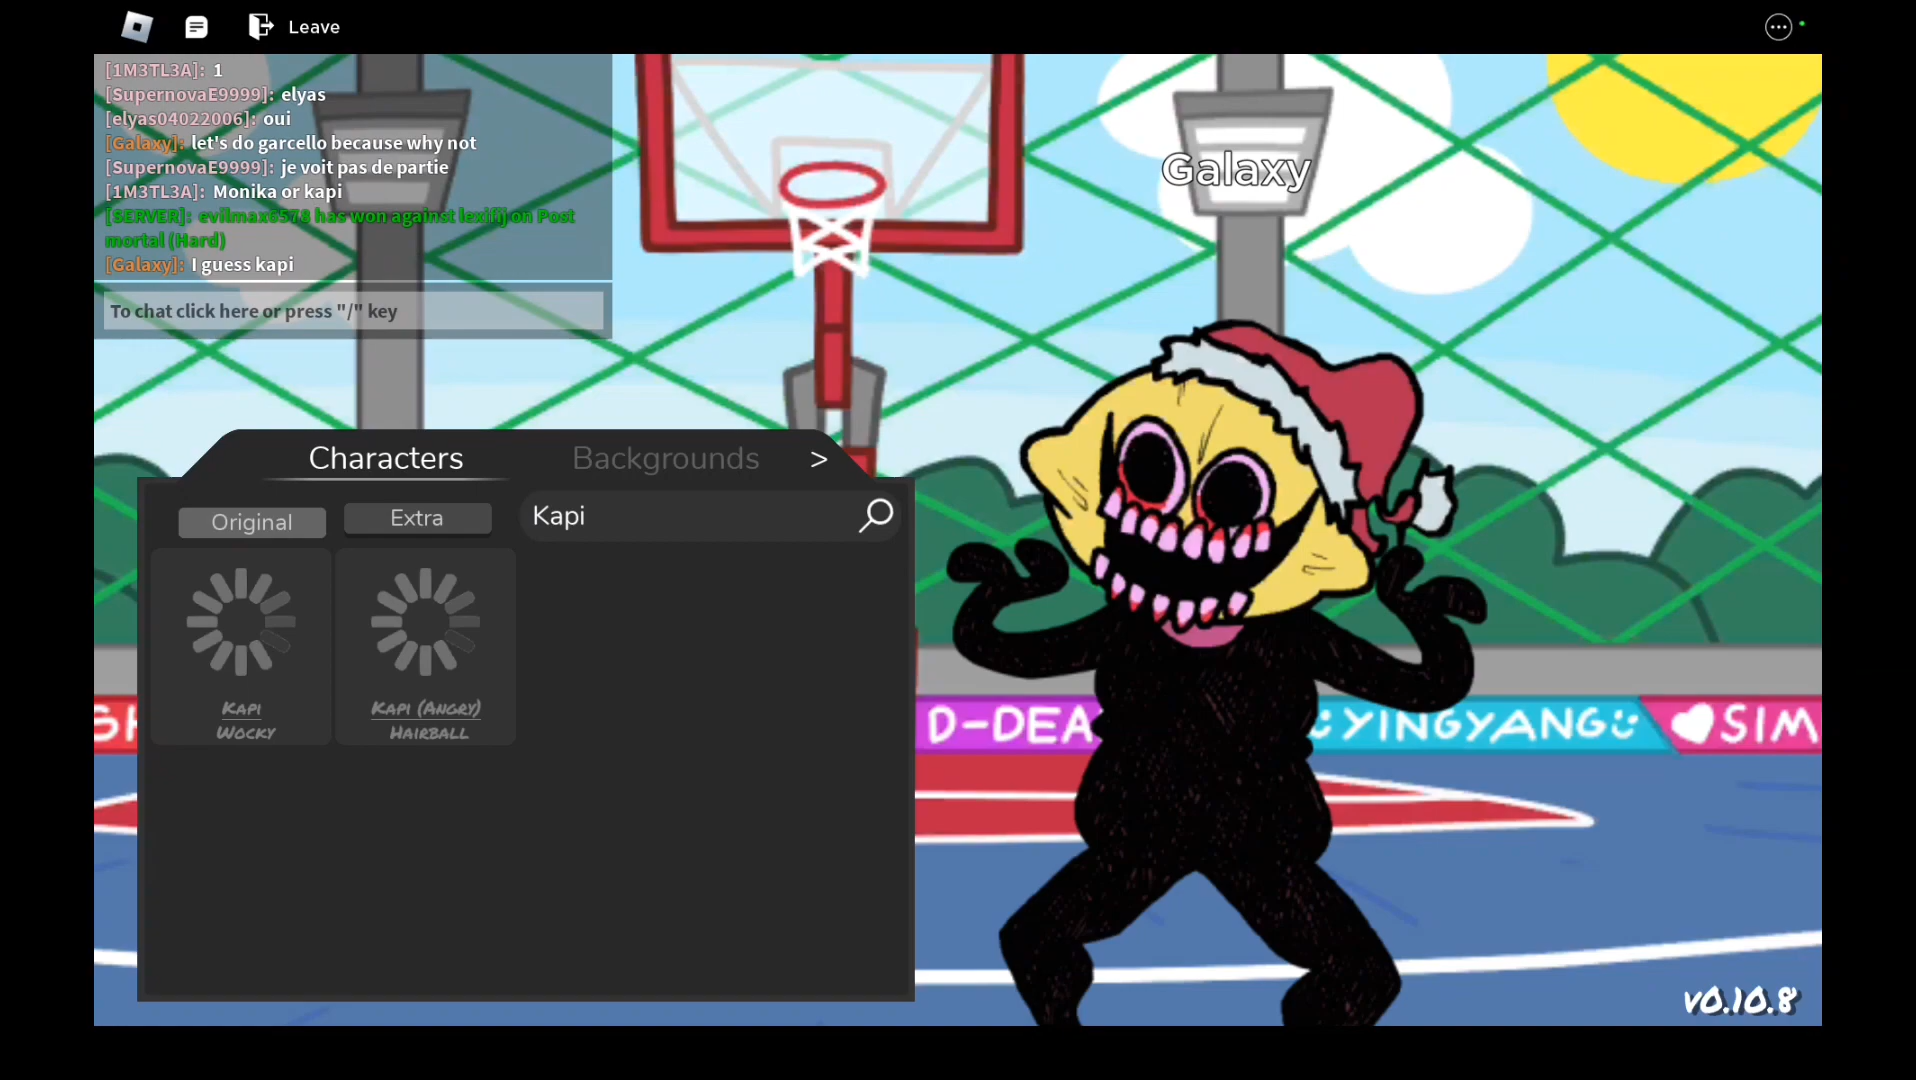 Leave
[1M3TL3A]: 1
[SupernovaE9999]: elyas
[elyas04022006]: oui
[Galaxy]: let's do garcello because why not
[SupernovaE9999]: je voit pas de partie
[1M3TL3A]: Monika or kapi
[SERVER]: evilmax6578 has won against lexifij on Post
mortal (Hard)
[Galaxy]: I guess kapi
To chat click here or press "/" key
Galaxy
Characters
Backgrounds
>
Original
Extra
Kapi
Kapi
Wocky
Kapi (Angry)
Hairball
SH
D-DEA
YINGYANG
SIM
v0.10.8